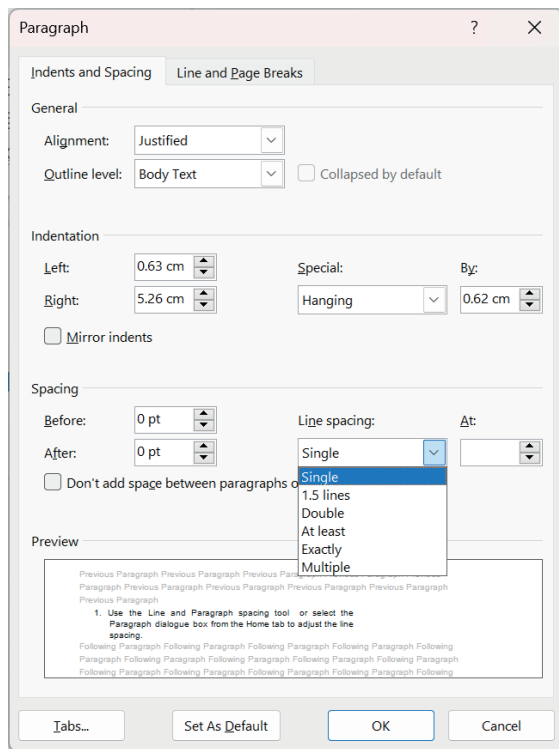 Paragraph ?
Indents and Spacing Line and Page Breaks
General
Alignment: Justified
Outline level: Body Text Collapsed by default
Indentation
Left: 0.63 cm Special: By:
Right: 5.26 cm Hanging 0.62 cm
Mirror indents
Spacing
Before: 0 pt Line spacing: At:
After: 0 pt Single
Don't add space between paragraphs o
Single
1.5 lines
Double
At least
Exactly
Multiple
Preview
Previous Paragraph Previous Paragraph Previous
Paragraph Previous Paragraph Previous Paragraph Previous Paragraph Previous
Previous Paragraph
1. Use the Line and Paragraph spacing tool or select the
Paragraph dialogue box from the Home tab to adjust the line
spacing.
Following Paragraph Following Paragraph Following Paragraph Following
Paragraph Following Paragraph Following Paragraph Following Paragraph
Following Paragraph Following Paragraph Following Paragraph Following
Tabs... Set As Default OK Cancel